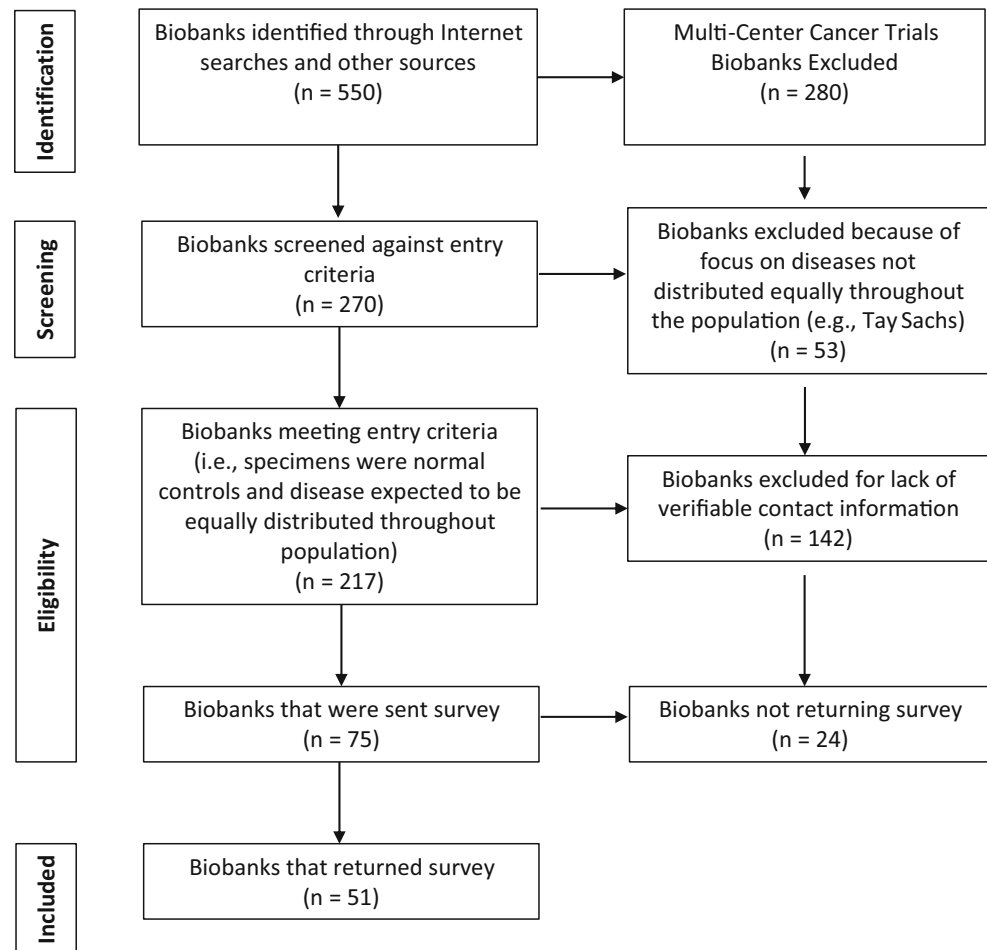 Identification
Biobanks identified through Internet
searches and other sources
(n = 550)
Multi-Center Cancer Trials
Biobanks Excluded
(n = 280)
Screening
Biobanks screened against entry
criteria
(n = 270)
Biobanks excluded because of
focus on diseases not
distributed equally throughout
the population (e.g., Tay Sachs)
(n = 53)
Eligibility
Biobanks meeting entry criteria
(i.e., specimens were normal
controls and disease expected to be
equally distributed throughout
population)
(n = 217)
Biobanks excluded for lack of
verifiable contact information
(n = 142)
Biobanks that were sent survey
(n = 75)
Biobanks not returning survey
(n = 24)
Included
Biobanks that returned survey
(n = 51)